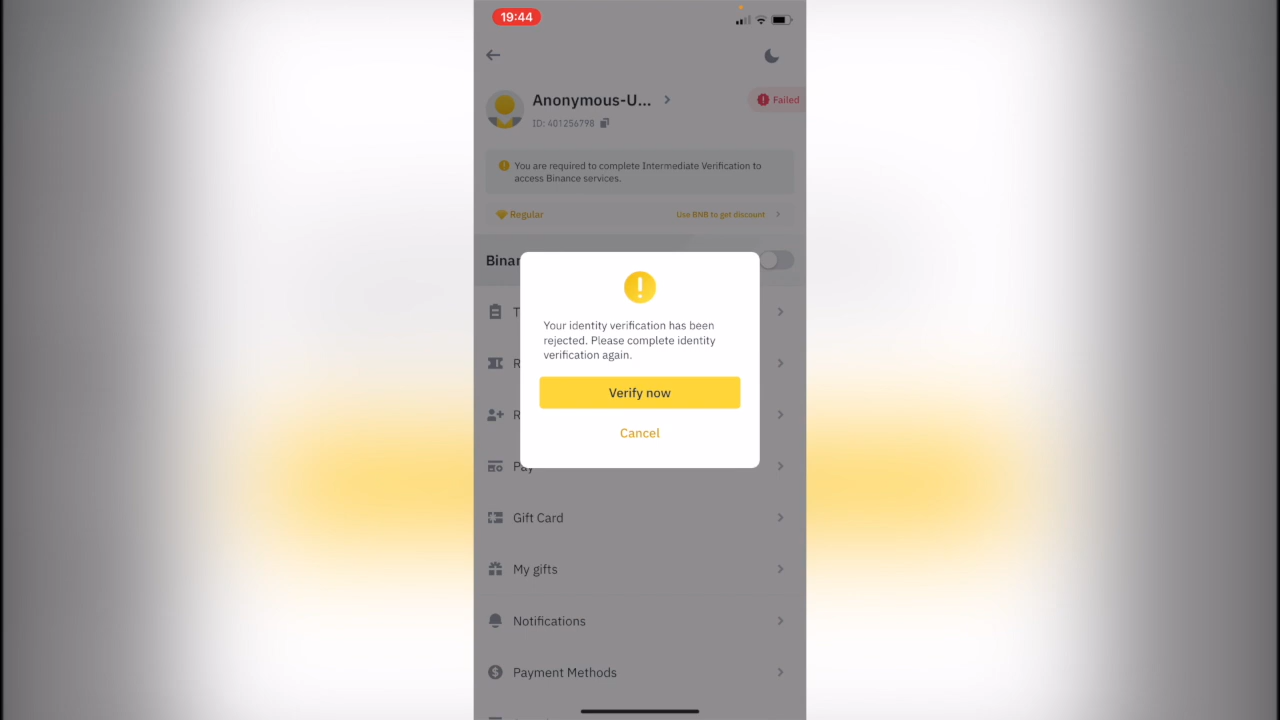 19:44
Anonymous-U...
Failed
ID: 401256798
You are required to complete Intermediate Verification to
access Binance services.
Regular
Use BNB to get discount
Binan
T
Your identity verification has been
rejected. Please complete identity
verification again.
R
Verify now
R
Cancel
Pay
Gift Card
My gifts
Notifications
Payment Methods